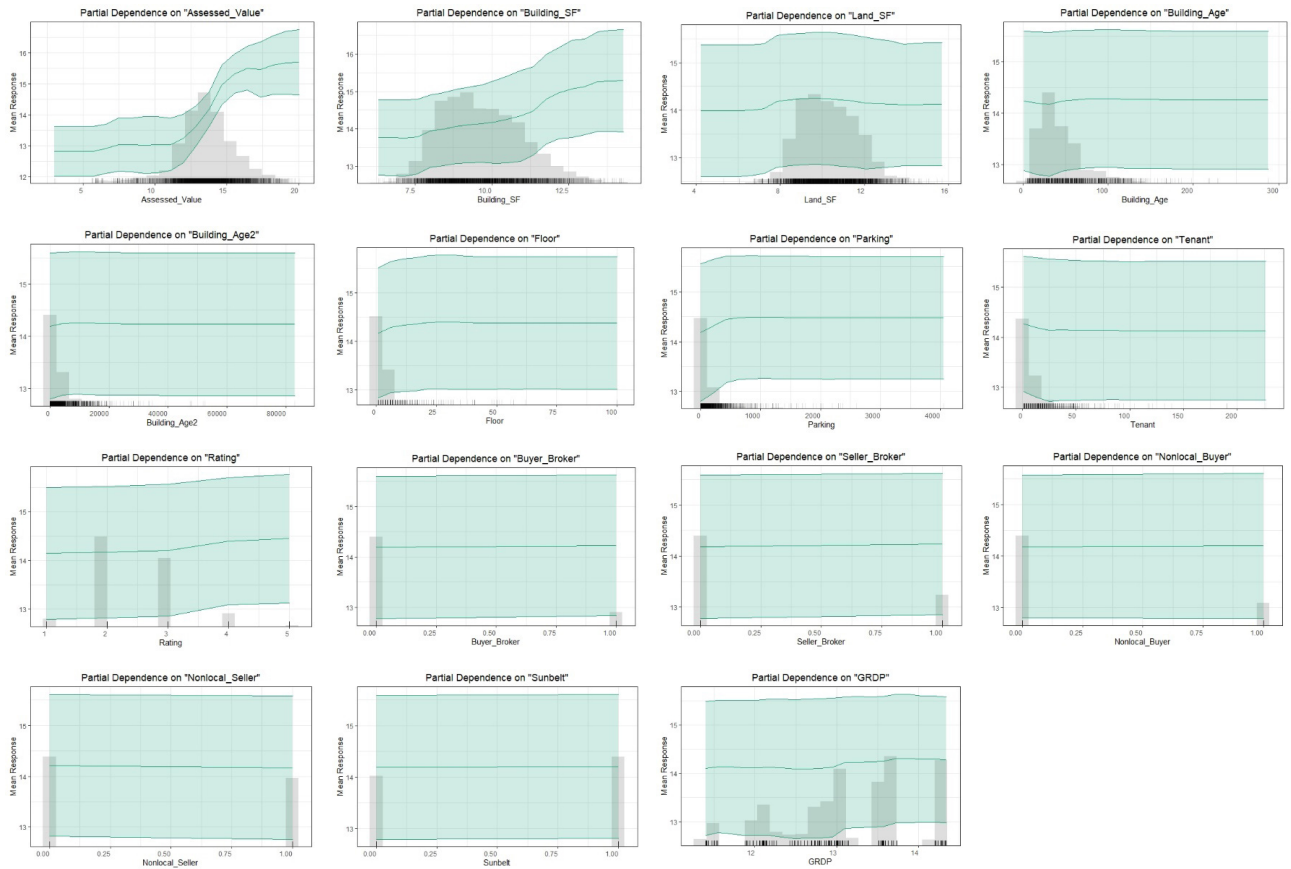 Partial Dependence on "Assessed_Value"
Mean Response
16
15
14
13
12
5
10
15
20
Assessed_Value
Partial Dependence on "Building_SF"
Mean Response
16
15
14
13
7.5
10.0
12.5
Building_SF
Partial Dependence on "Land_SF"
Mean Response
15
14
13
4
8
12
16
Land_SF
Partial Dependence on "Building_Age"
Mean Response
15
14
13
0
100
200
300
Building_Age
Partial Dependence on "Building_Age2"
Mean Response
15
14
13
0
20000
40000
60000
80000
Building_Age2
Partial Dependence on "Floor"
Mean Response
15
14
13
0
25
50
75
100
Floor
Partial Dependence on "Parking"
Mean Response
15
14
13
0
1000
2000
3000
4000
Parking
Partial Dependence on "Tenant"
Mean Response
15
14
13
0
50
100
150
200
Tenant
Partial Dependence on "Rating"
Mean Response
15
14
13
1
2
3
4
5
Rating
Partial Dependence on "Buyer_Broker"
Mean Response
15
14
13
0.00
0.25
0.50
0.75
1.00
Buyer_Broker
Partial Dependence on "Seller_Broker"
Mean Response
15
14
13
0.00
0.25
0.50
0.75
1.00
Seller_Broker
Partial Dependence on "Nonlocal_Buyer"
Mean Response
15
14
13
0.00
0.25
0.50
0.75
1.00
Nonlocal_Buyer
Partial Dependence on "Nonlocal_Seller"
Mean Response
15
14
13
0.00
0.25
0.50
0.75
1.00
Nonlocal_Seller
Partial Dependence on "Sunbelt"
Mean Response
15
14
13
0.00
0.25
0.50
0.75
1.00
Sunbelt
Partial Dependence on "GRDP"
Mean Response
15
14
13
12
13
14
GRDP